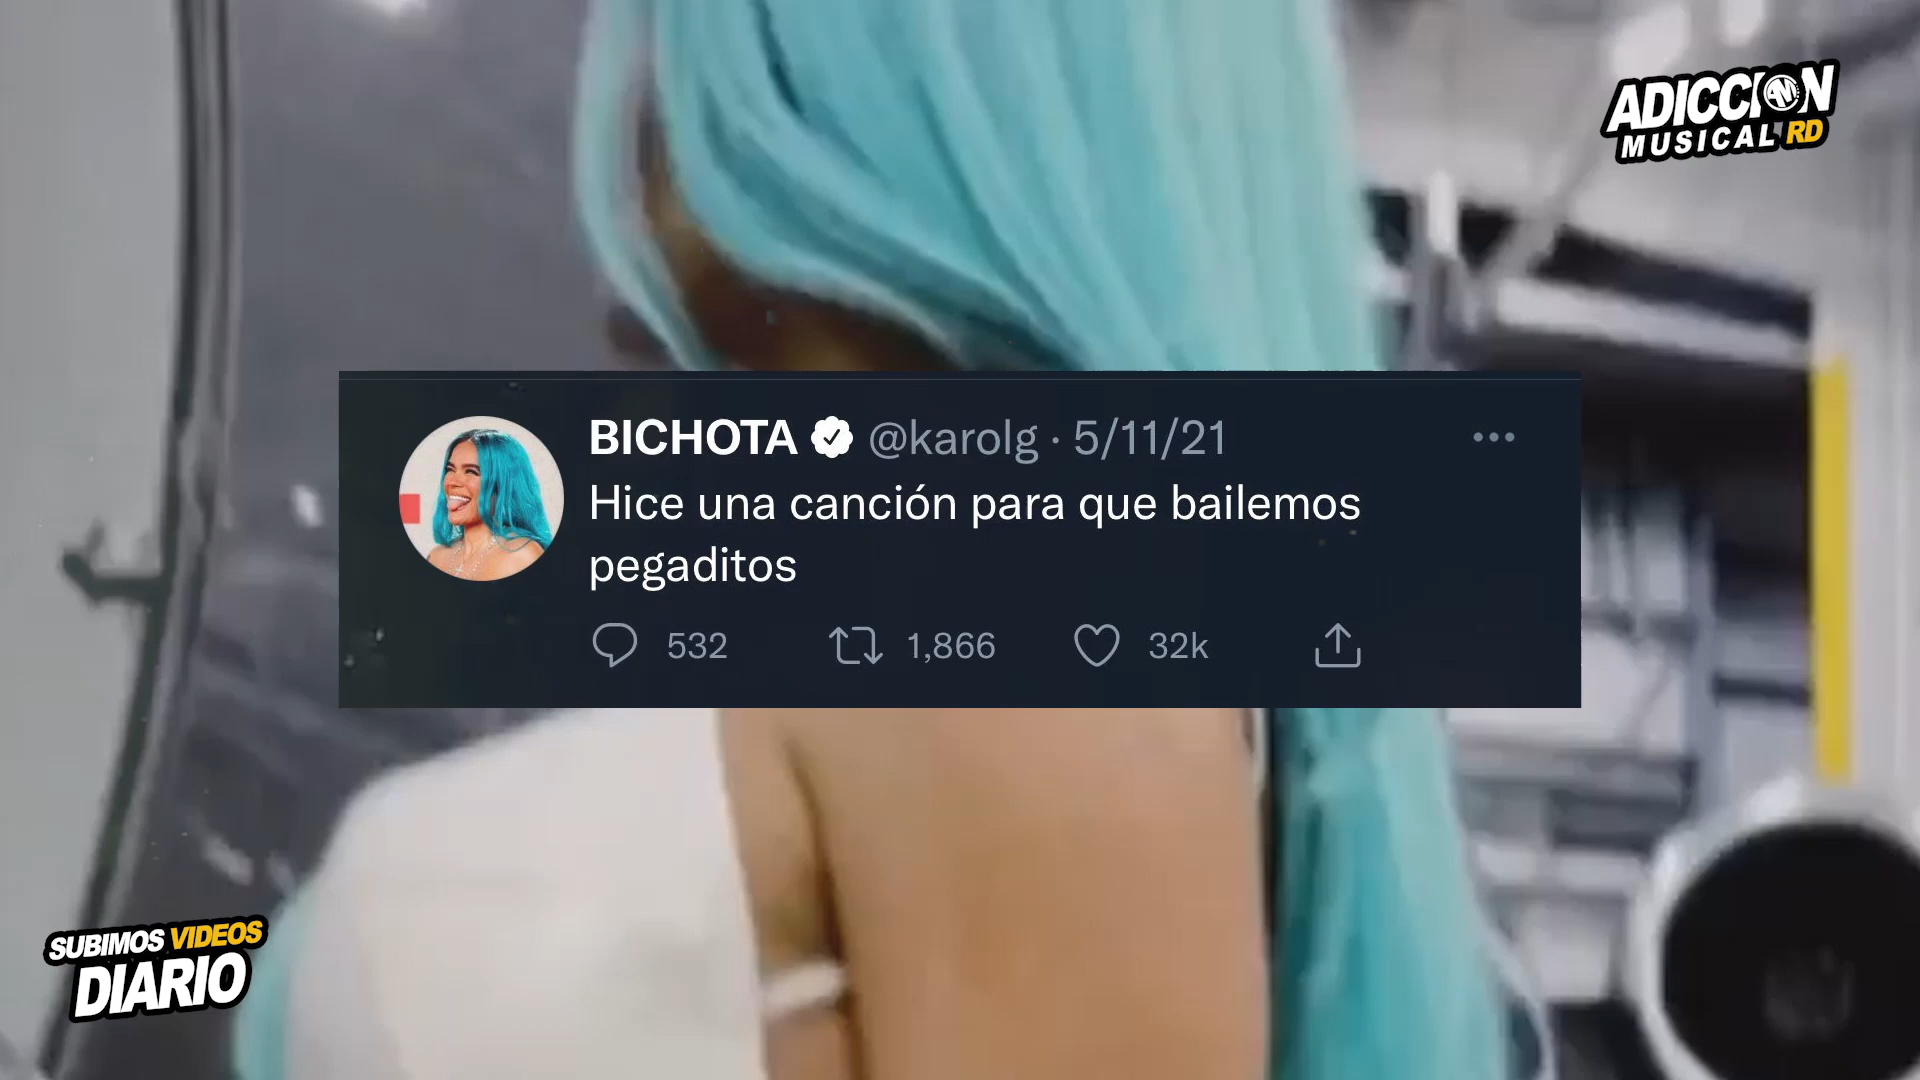 ADICCION
MUSICAL RD
BICHOTA @karolg · 5/11/21
Hice una canción para que bailemos
pegaditos
532 1,866 32k
SUBIMOS VIDEOS
DIARIO